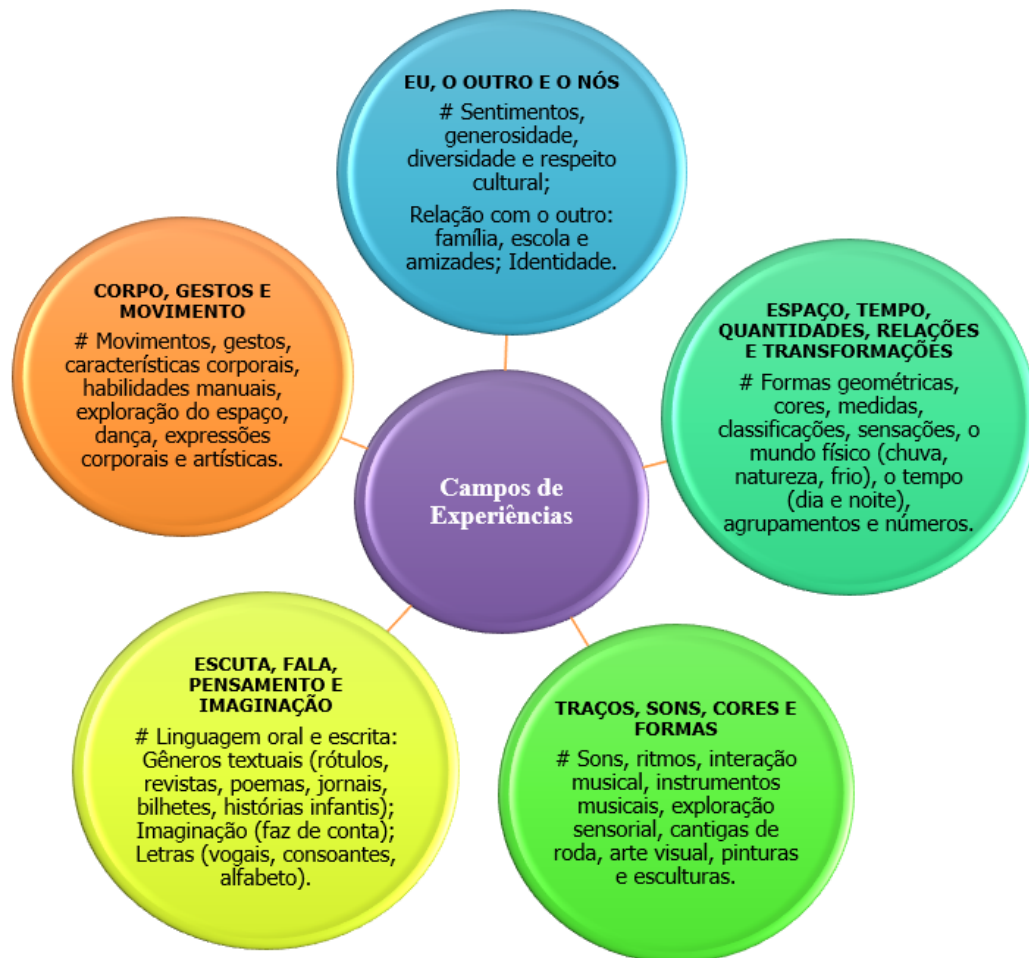 EU, O OUTRO E O NÓS
# Sentimentos,
generosidade,
diversidade e respeito
cultural;
Relação com o outro:
família, escola e
amizades; Identidade.
CORPO, GESTOS E
MOVIMENTO
# Movimentos, gestos,
características corporais,
habilidades manuais,
exploração do espaço,
dança, expressões
corporais e artísticas.
ESPAÇO, TEMPO,
QUANTIDADES, RELAÇÕES
E TRANSFORMAÇÕES
# Formas geométricas,
cores, medidas,
classificações, sensações, o
mundo físico (chuva,
natureza, frio), o tempo
(dia e noite),
agrupamentos e números.
Campos de
Experiências
ESCUTA, FALA,
PENSAMENTO E
IMAGINAÇÃO
# Linguagem oral e escrita:
Gêneros textuais (rótulos,
revistas, poemas, jornais,
bilhetes, histórias infantis);
Imaginação (faz de conta);
Letras (vogais, consoantes,
alfabeto).
TRAÇOS, SONS, CORES E
FORMAS
# Sons, ritmos, interação
musical, instrumentos
musicais, exploração
sensorial, cantigas de
roda, arte visual, pinturas
e esculturas.